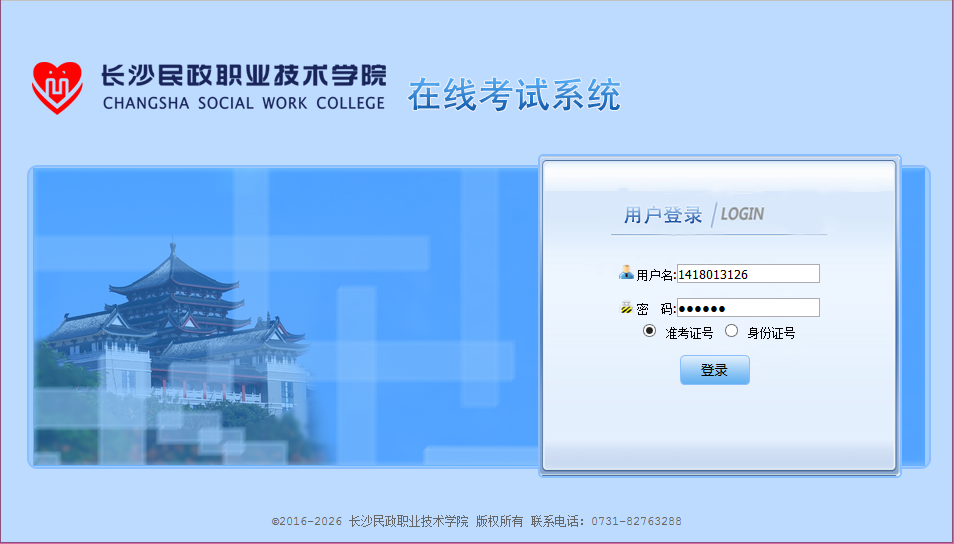 长沙民政职业技术学院
CHANGSHA SOCIAL WORK COLLEGE
在线考试系统
用户登录 LOGIN
用户名:1418013126
密 码:●●●●●●
准考证号 身份证号
登录
©2016-2026 长沙民政职业技术学院 版权所有 联系电话：0731-82763288